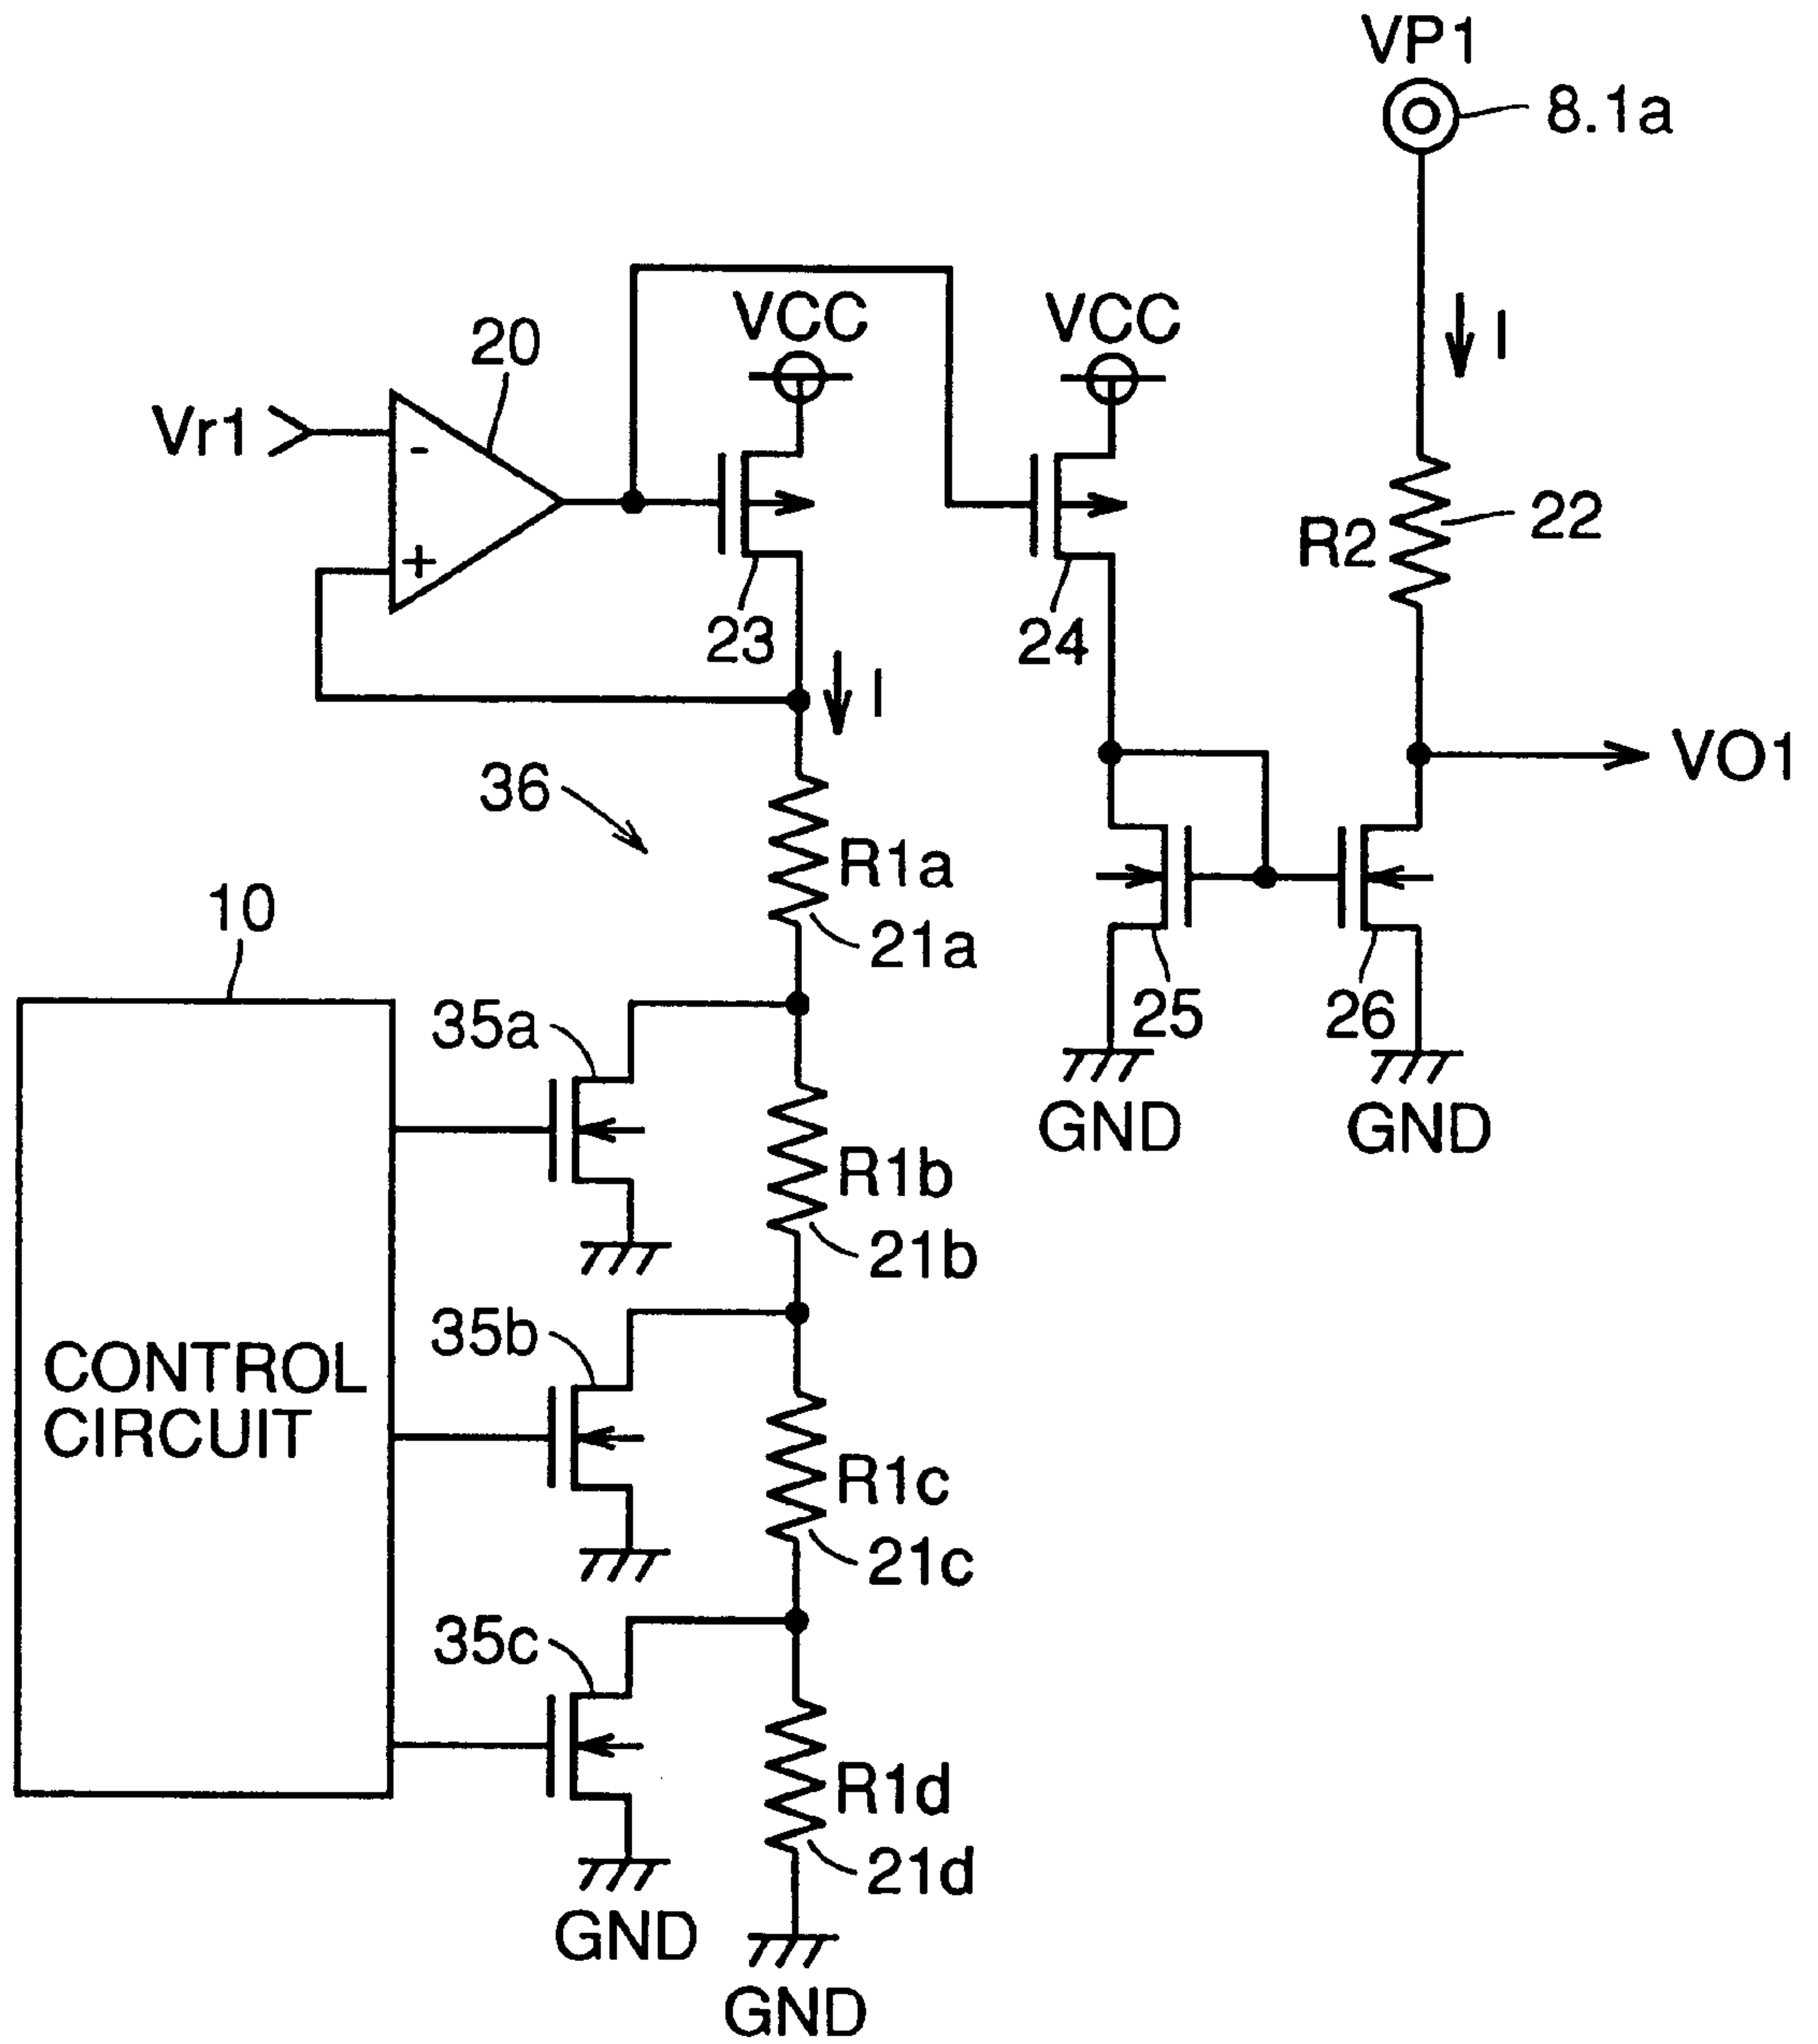 VP1
8.1a
VCC
VCC
20
I
Vr1
-
R2
22
+
23
24
I
VO1
36
R1a
10
21a
35a
25
26
GND
GND
R1b
21b
35b
CONTROL
CIRCUIT
R1c
21c
35c
R1d
21d
GND
GND